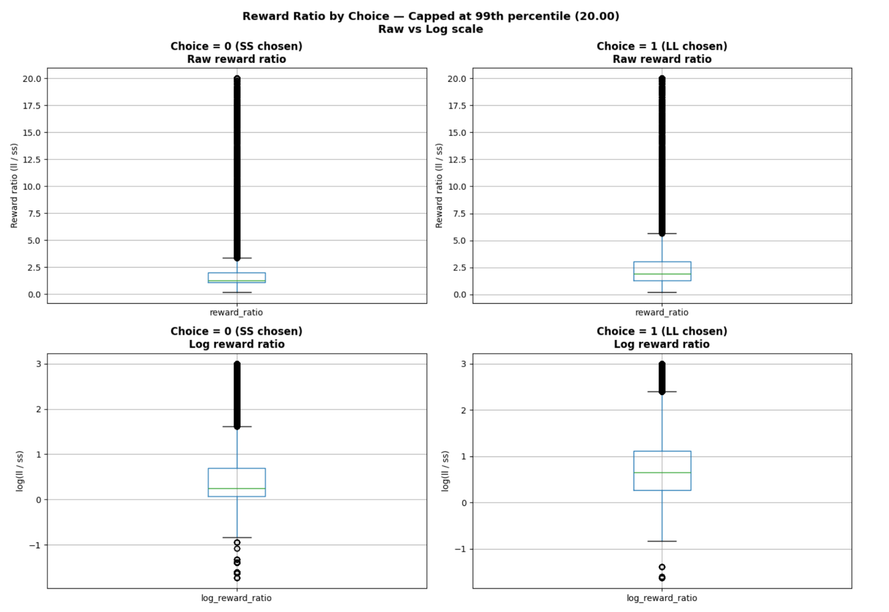 Reward Ratio by Choice — Capped at 99th percentile (20.00)
Raw vs Log scale
Choice = 0 (SS chosen)
Raw reward ratio
Reward ratio (ll / ss)
20.0
17.5
15.0
12.5
10.0
7.5
5.0
2.5
0.0
reward_ratio
Choice = 1 (LL chosen)
Raw reward ratio
Reward ratio (ll / ss)
20.0
17.5
15.0
12.5
10.0
7.5
5.0
2.5
0.0
reward_ratio
Choice = 0 (SS chosen)
Log reward ratio
log(ll / ss)
3
2
1
0
−1
log_reward_ratio
Choice = 1 (LL chosen)
Log reward ratio
log(ll / ss)
3
2
1
0
−1
log_reward_ratio